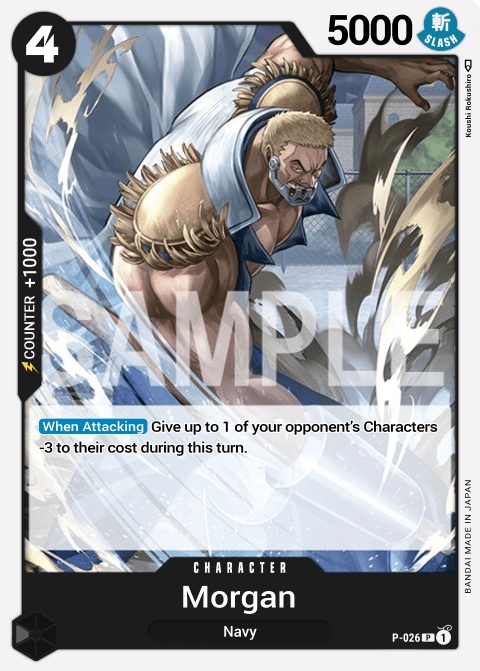 4
5000
斬
SLASH
Koushi Rokushiro
COUNTER +1000
SAMPLE
When Attacking Give up to 1 of your opponent's Characters
-3 to their cost during this turn.
BANDAI MADE IN JAPAN
CHARACTER
Morgan
Navy
P-026 P 1